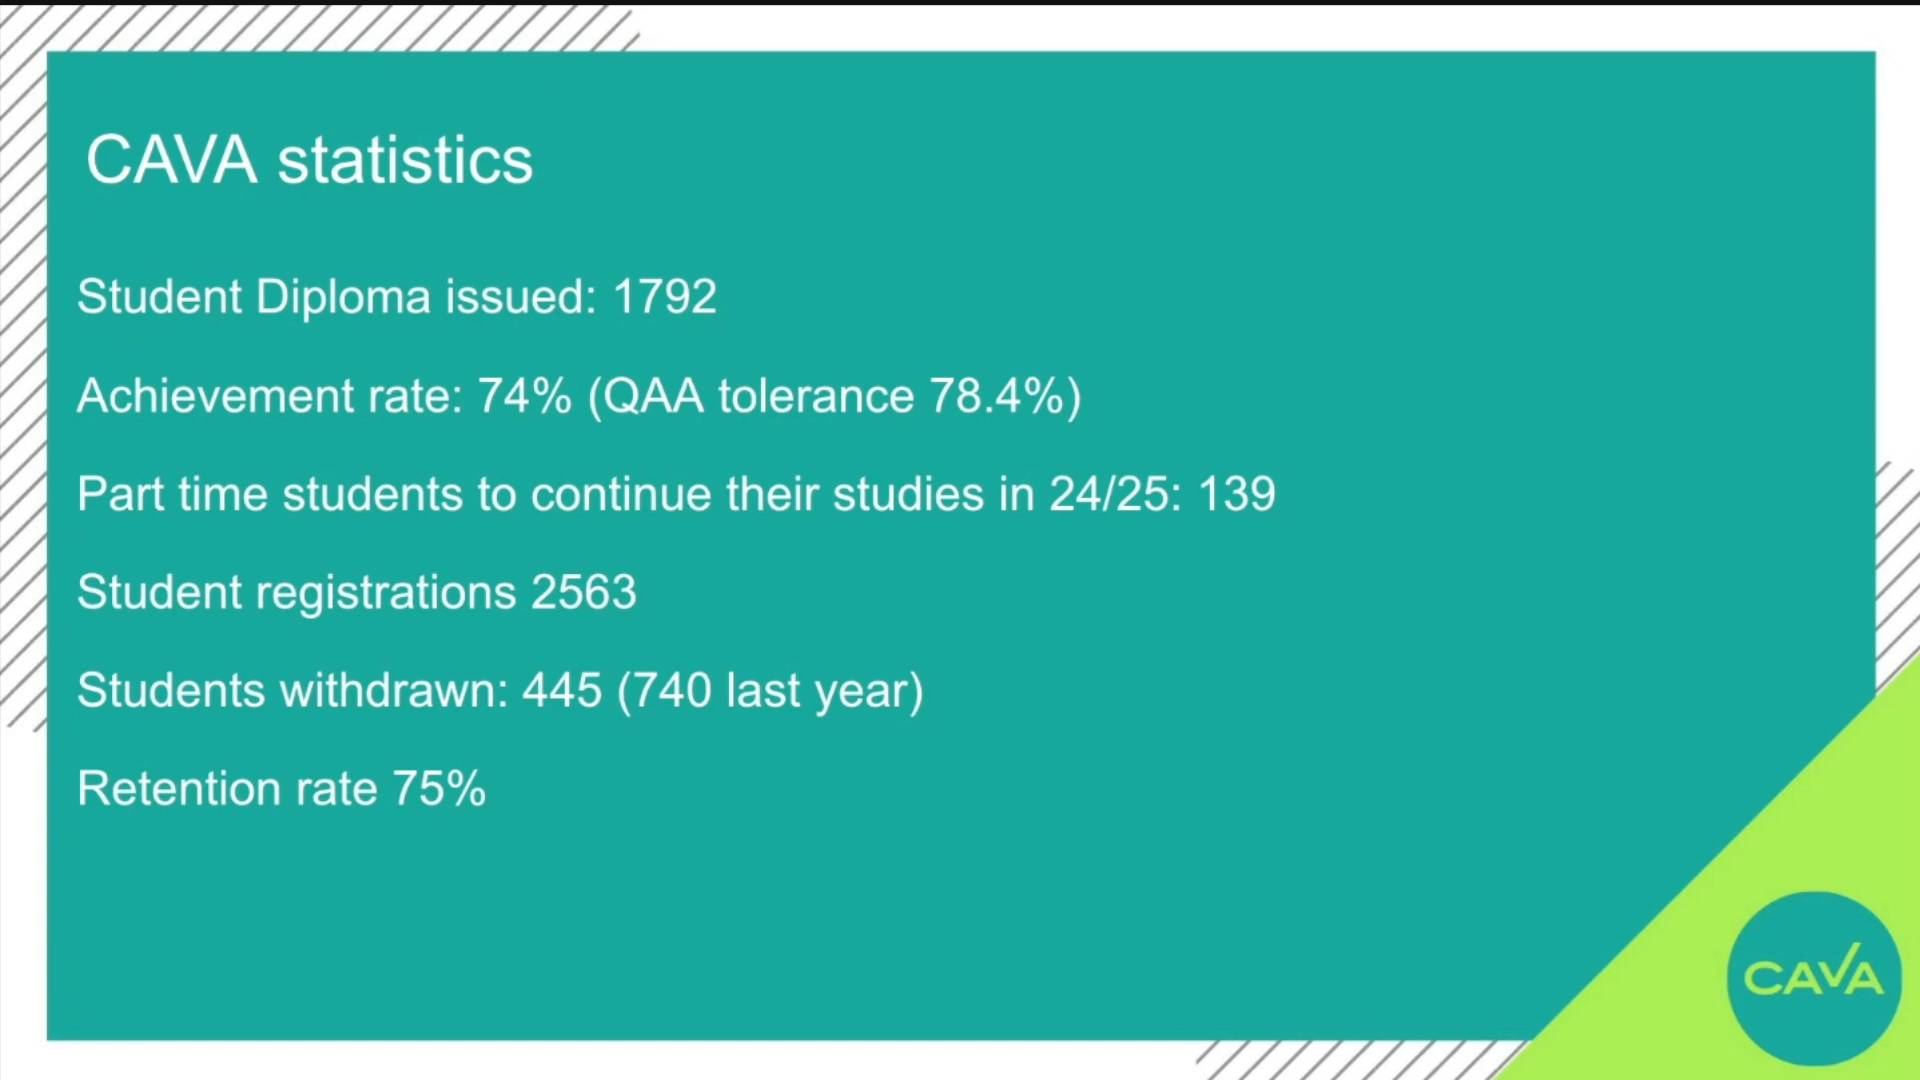 CAVA statistics
Student Diploma issued: 1792
Achievement rate: 74% (QAA tolerance 78.4%)
Part time students to continue their studies in 24/25: 139
Student registrations 2563
Students withdrawn: 445 (740 last year)
Retention rate 75%
CAVA